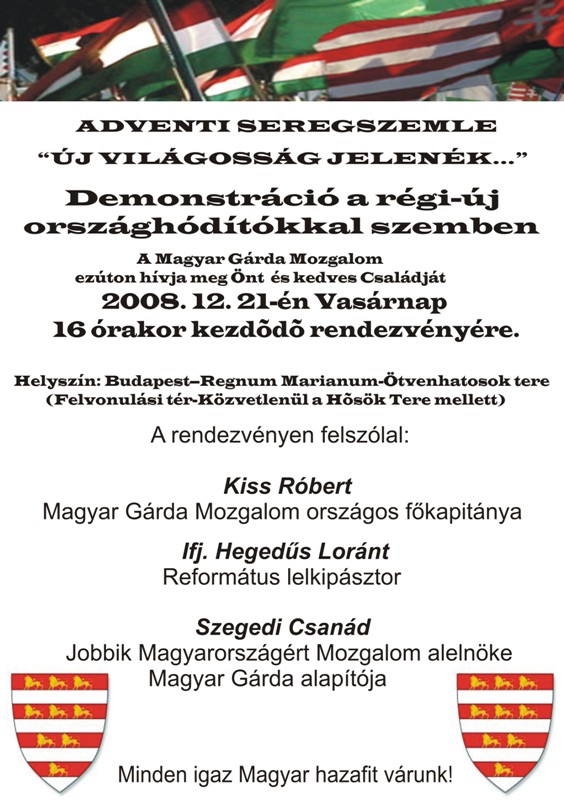 ADVENTI SEREGSZEMLE
“ÚJ VILÁGOSSÁG JELENÉK...”
Demonstráció a régi-új
országhódítókkal szemben
A Magyar Gárda Mozgalom
ezúton hívja meg Önt és kedves Családját
2008. 12. 21-én Vasárnap
16 órakor kezdõdõ rendezvényére.
Helyszín: Budapest–Regnum Marianum-Ötvenhatosok tere
(Felvonulási tér-Közvetlenül a Hõsök Tere mellett)
A rendezvényen felszólal:
Kiss Róbert
Magyar Gárda Mozgalom országos főkapitánya
Ifj. Hegedűs Loránt
Református lelkipásztor
Szegedi Csanád
Jobbik Magyarországért Mozgalom alelnöke
Magyar Gárda alapítója
Minden igaz Magyar hazafit várunk!